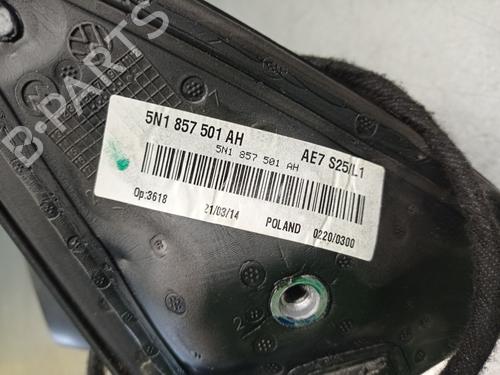 B-PARTS
5N1 857 501 AH
AE7 S25/L1
5N1 857 501 AH
Op:3618
21/03/14
POLAND
0220/0300
2